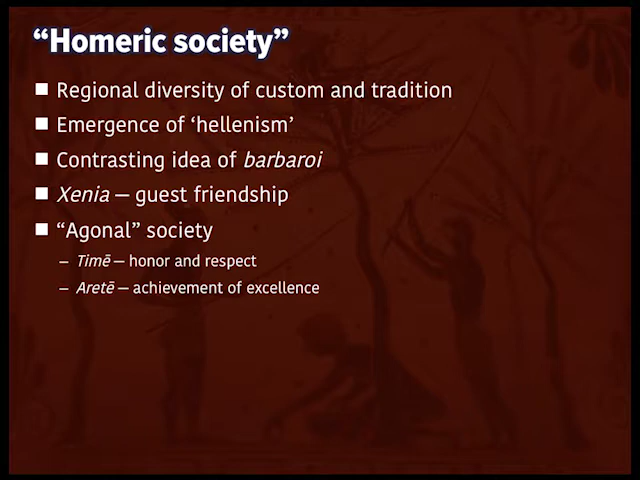 “Homeric society”
Regional diversity of custom and tradition
Emergence of ‘hellenism’
Contrasting idea of barbaroi
Xenia — guest friendship
“Agonal” society
– Timē — honor and respect
– Aretē — achievement of excellence